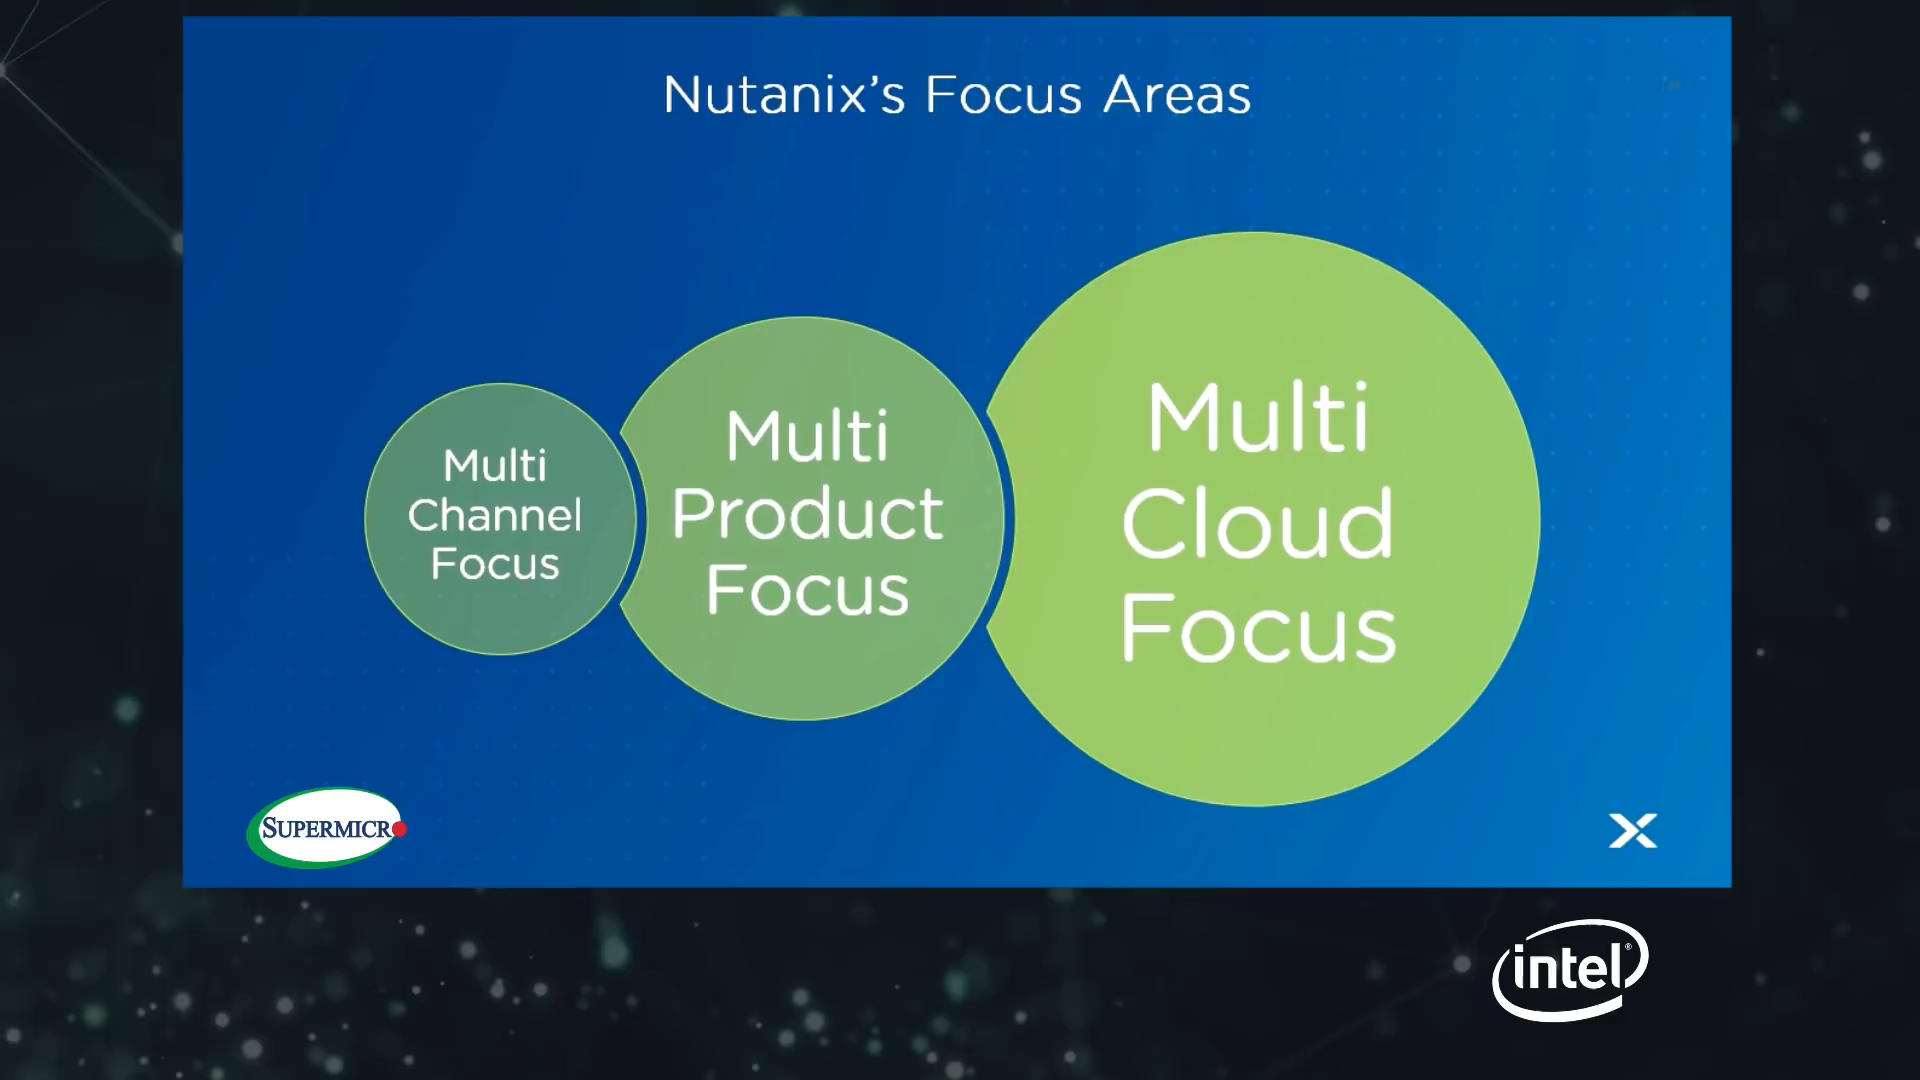 Nutanix's Focus Areas
Multi
Channel
Focus
Multi
Product
Focus
Multi
Cloud
Focus
SUPERMICR
intel®